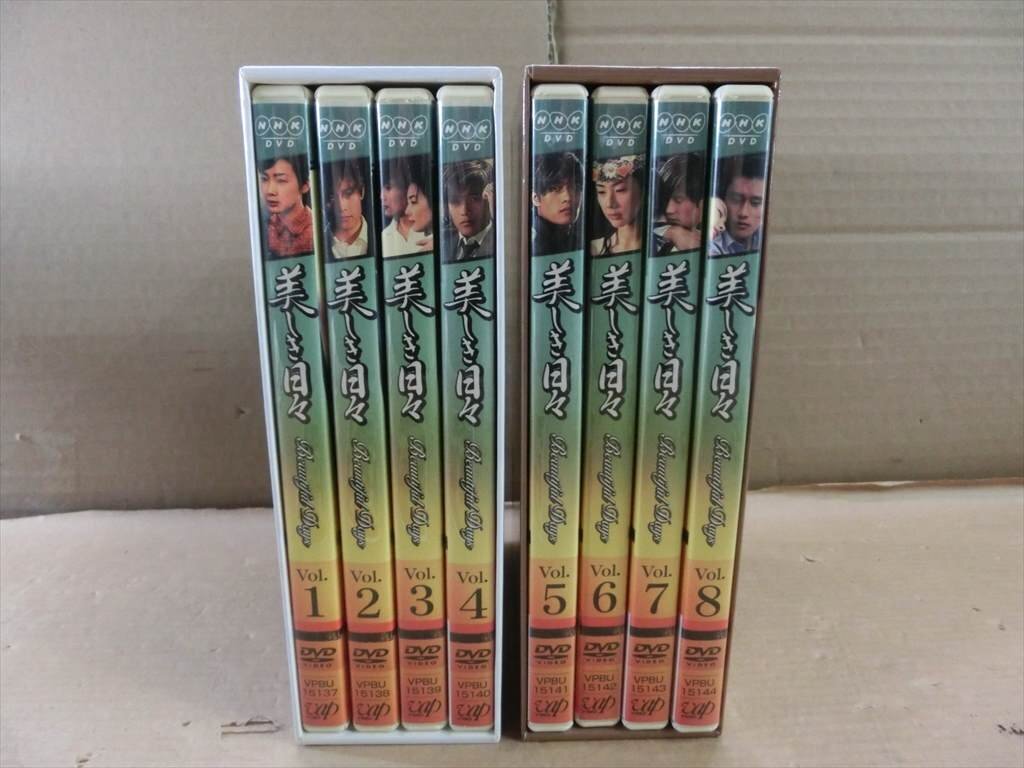 NHK
DVD
美しき日々
Beautiful Days
Vol.
1
DVD
VIDEO
VPBU
15137
vap
NHK
DVD
美しき日々
Beautiful Days
Vol.
2
DVD
VIDEO
VPBU
15138
vap
NHK
DVD
美しき日々
Beautiful Days
Vol.
3
DVD
VIDEO
VPBU
15139
vap
NHK
DVD
美しき日々
Beautiful Days
Vol.
4
DVD
VIDEO
VPBU
15140
vap
NHK
DVD
美しき日々
Beautiful Days
Vol.
5
DVD
VIDEO
VPBU
15141
vap
NHK
DVD
美しき日々
Beautiful Days
Vol.
6
DVD
VIDEO
VPBU
15142
vap
NHK
DVD
美しき日々
Beautiful Days
Vol.
7
DVD
VIDEO
VPBU
15143
vap
NHK
DVD
美しき日々
Beautiful Days
Vol.
8
DVD
VIDEO
VPBU
15144
vap